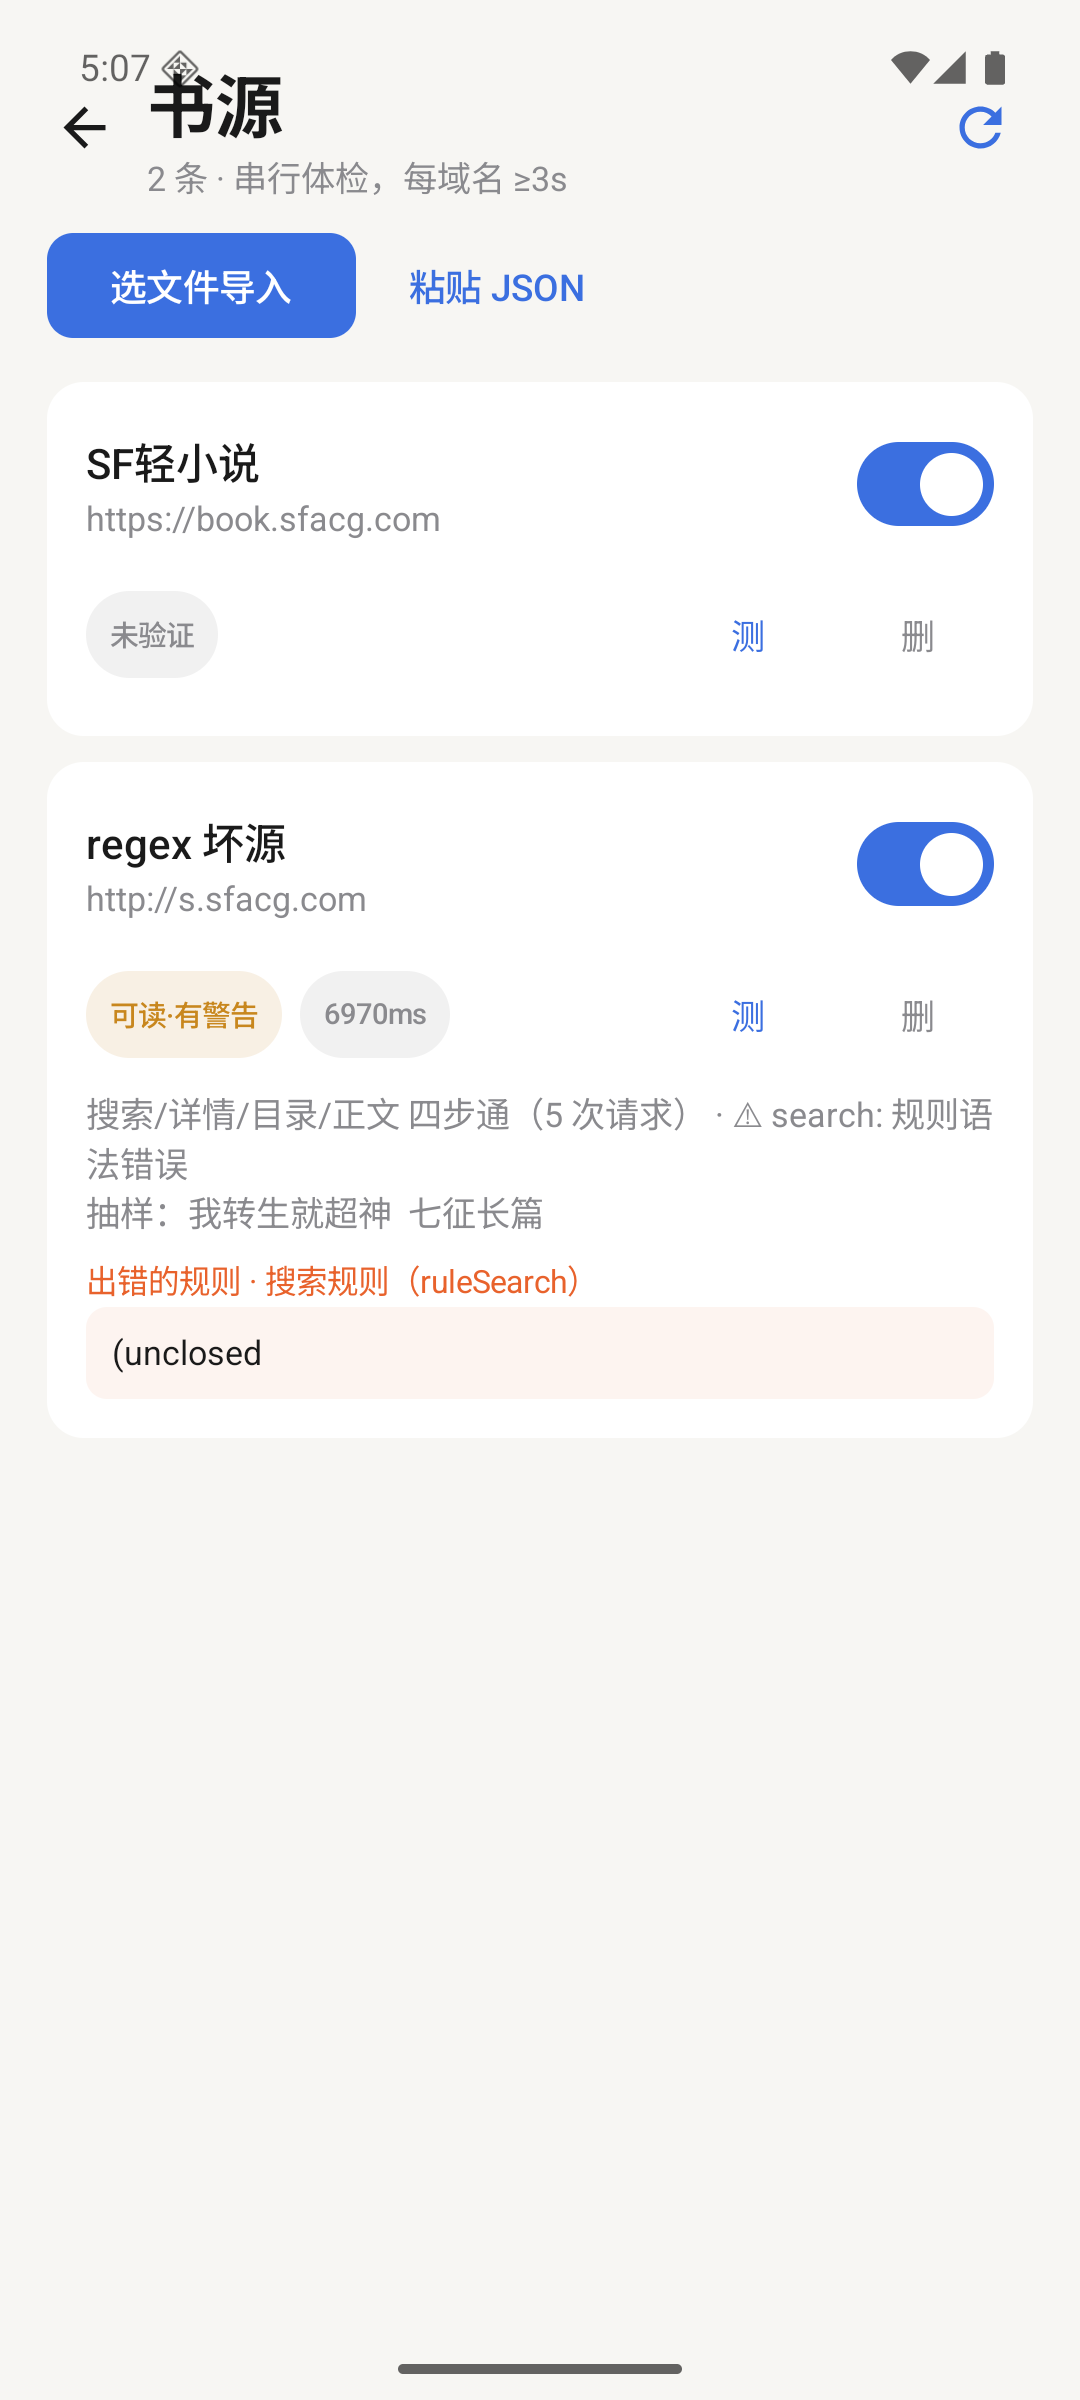 5:07
书源
2 条 · 串行体检，每域名 ≥3s
选文件导入
粘贴 JSON
SF轻小说
https://book.sfacg.com
未验证
测
删
regex 坏源
http://s.sfacg.com
可读·有警告
6970ms
测
删
搜索/详情/目录/正文 四步通（5 次请求） · ⚠ search: 规则语
法错误
抽样：我转生就超神 七征长篇
出错的规则 · 搜索规则（ruleSearch）
(unclosed